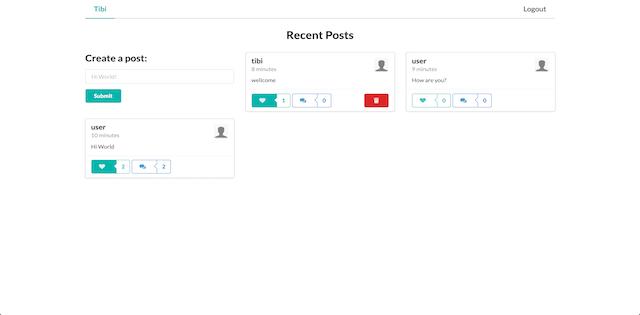 Tibi
Logout
Recent Posts
Create a post:
Hi World!
Submit
tibi
8 minutes
wellcome
1
0
user
9 minutes
How are you?
0
0
user
10 minutes
Hi World
2
2